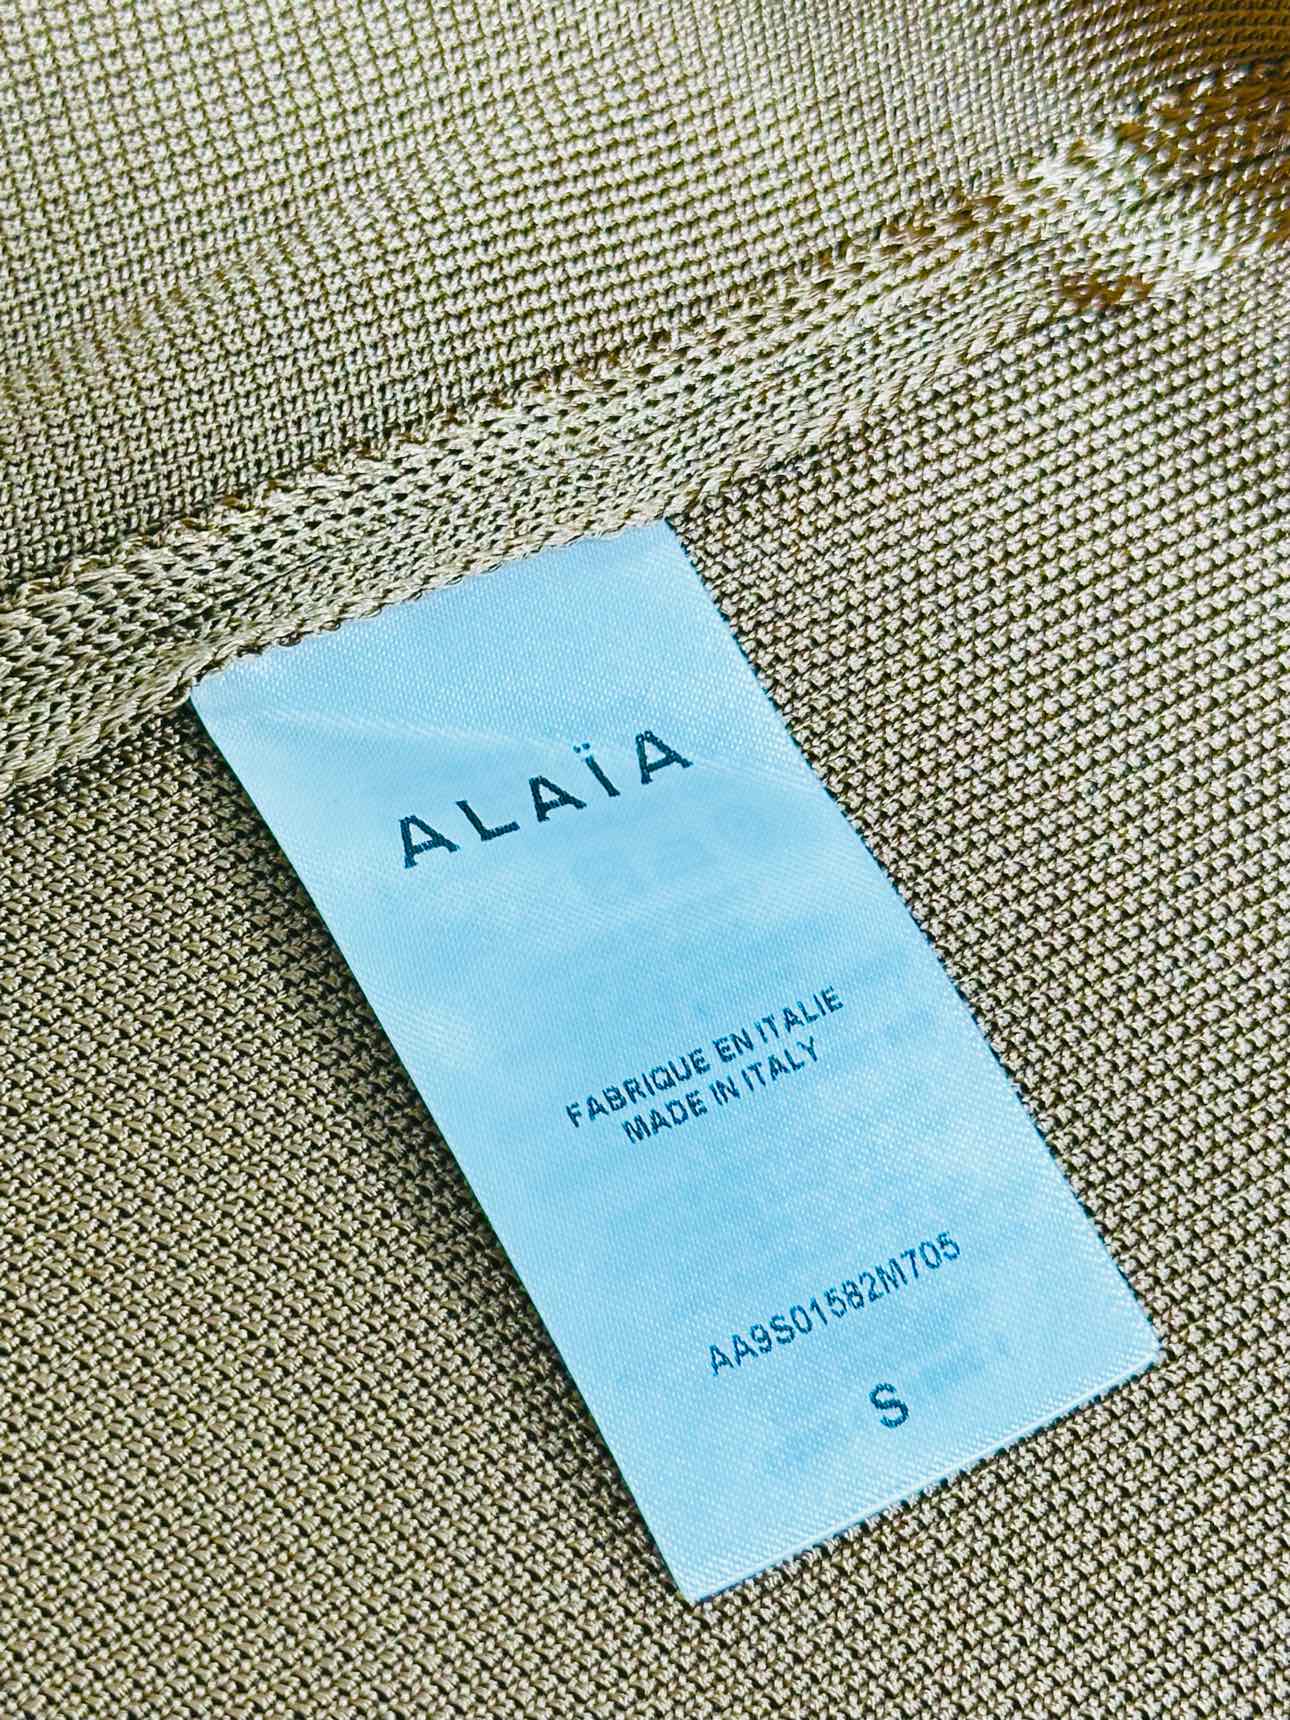 ALAÏA
FABRIQUE EN ITALIE
MADE IN ITALY
AA9S01582M705
S